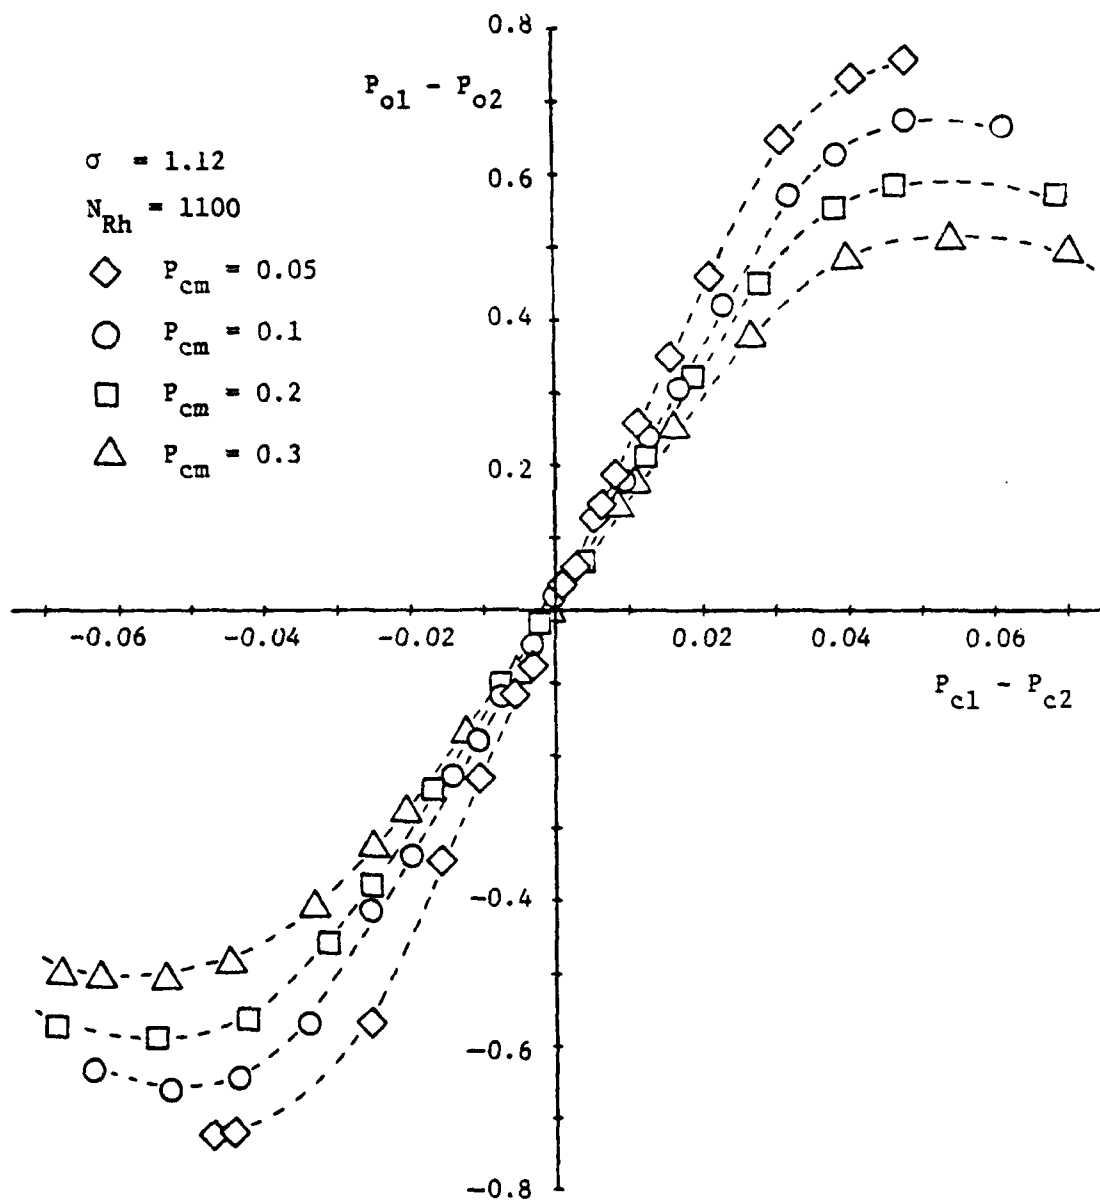 0.8
P_o1 - P_o2
σ = 1.12
N_Rh = 1100
0.6
◇ P_cm = 0.05
○ P_cm = 0.1
0.4
□ P_cm = 0.2
△ P_cm = 0.3
0.2
-0.06 -0.04 -0.02 0.02 0.04 0.06
P_c1 - P_c2
-0.4
-0.6
-0.8